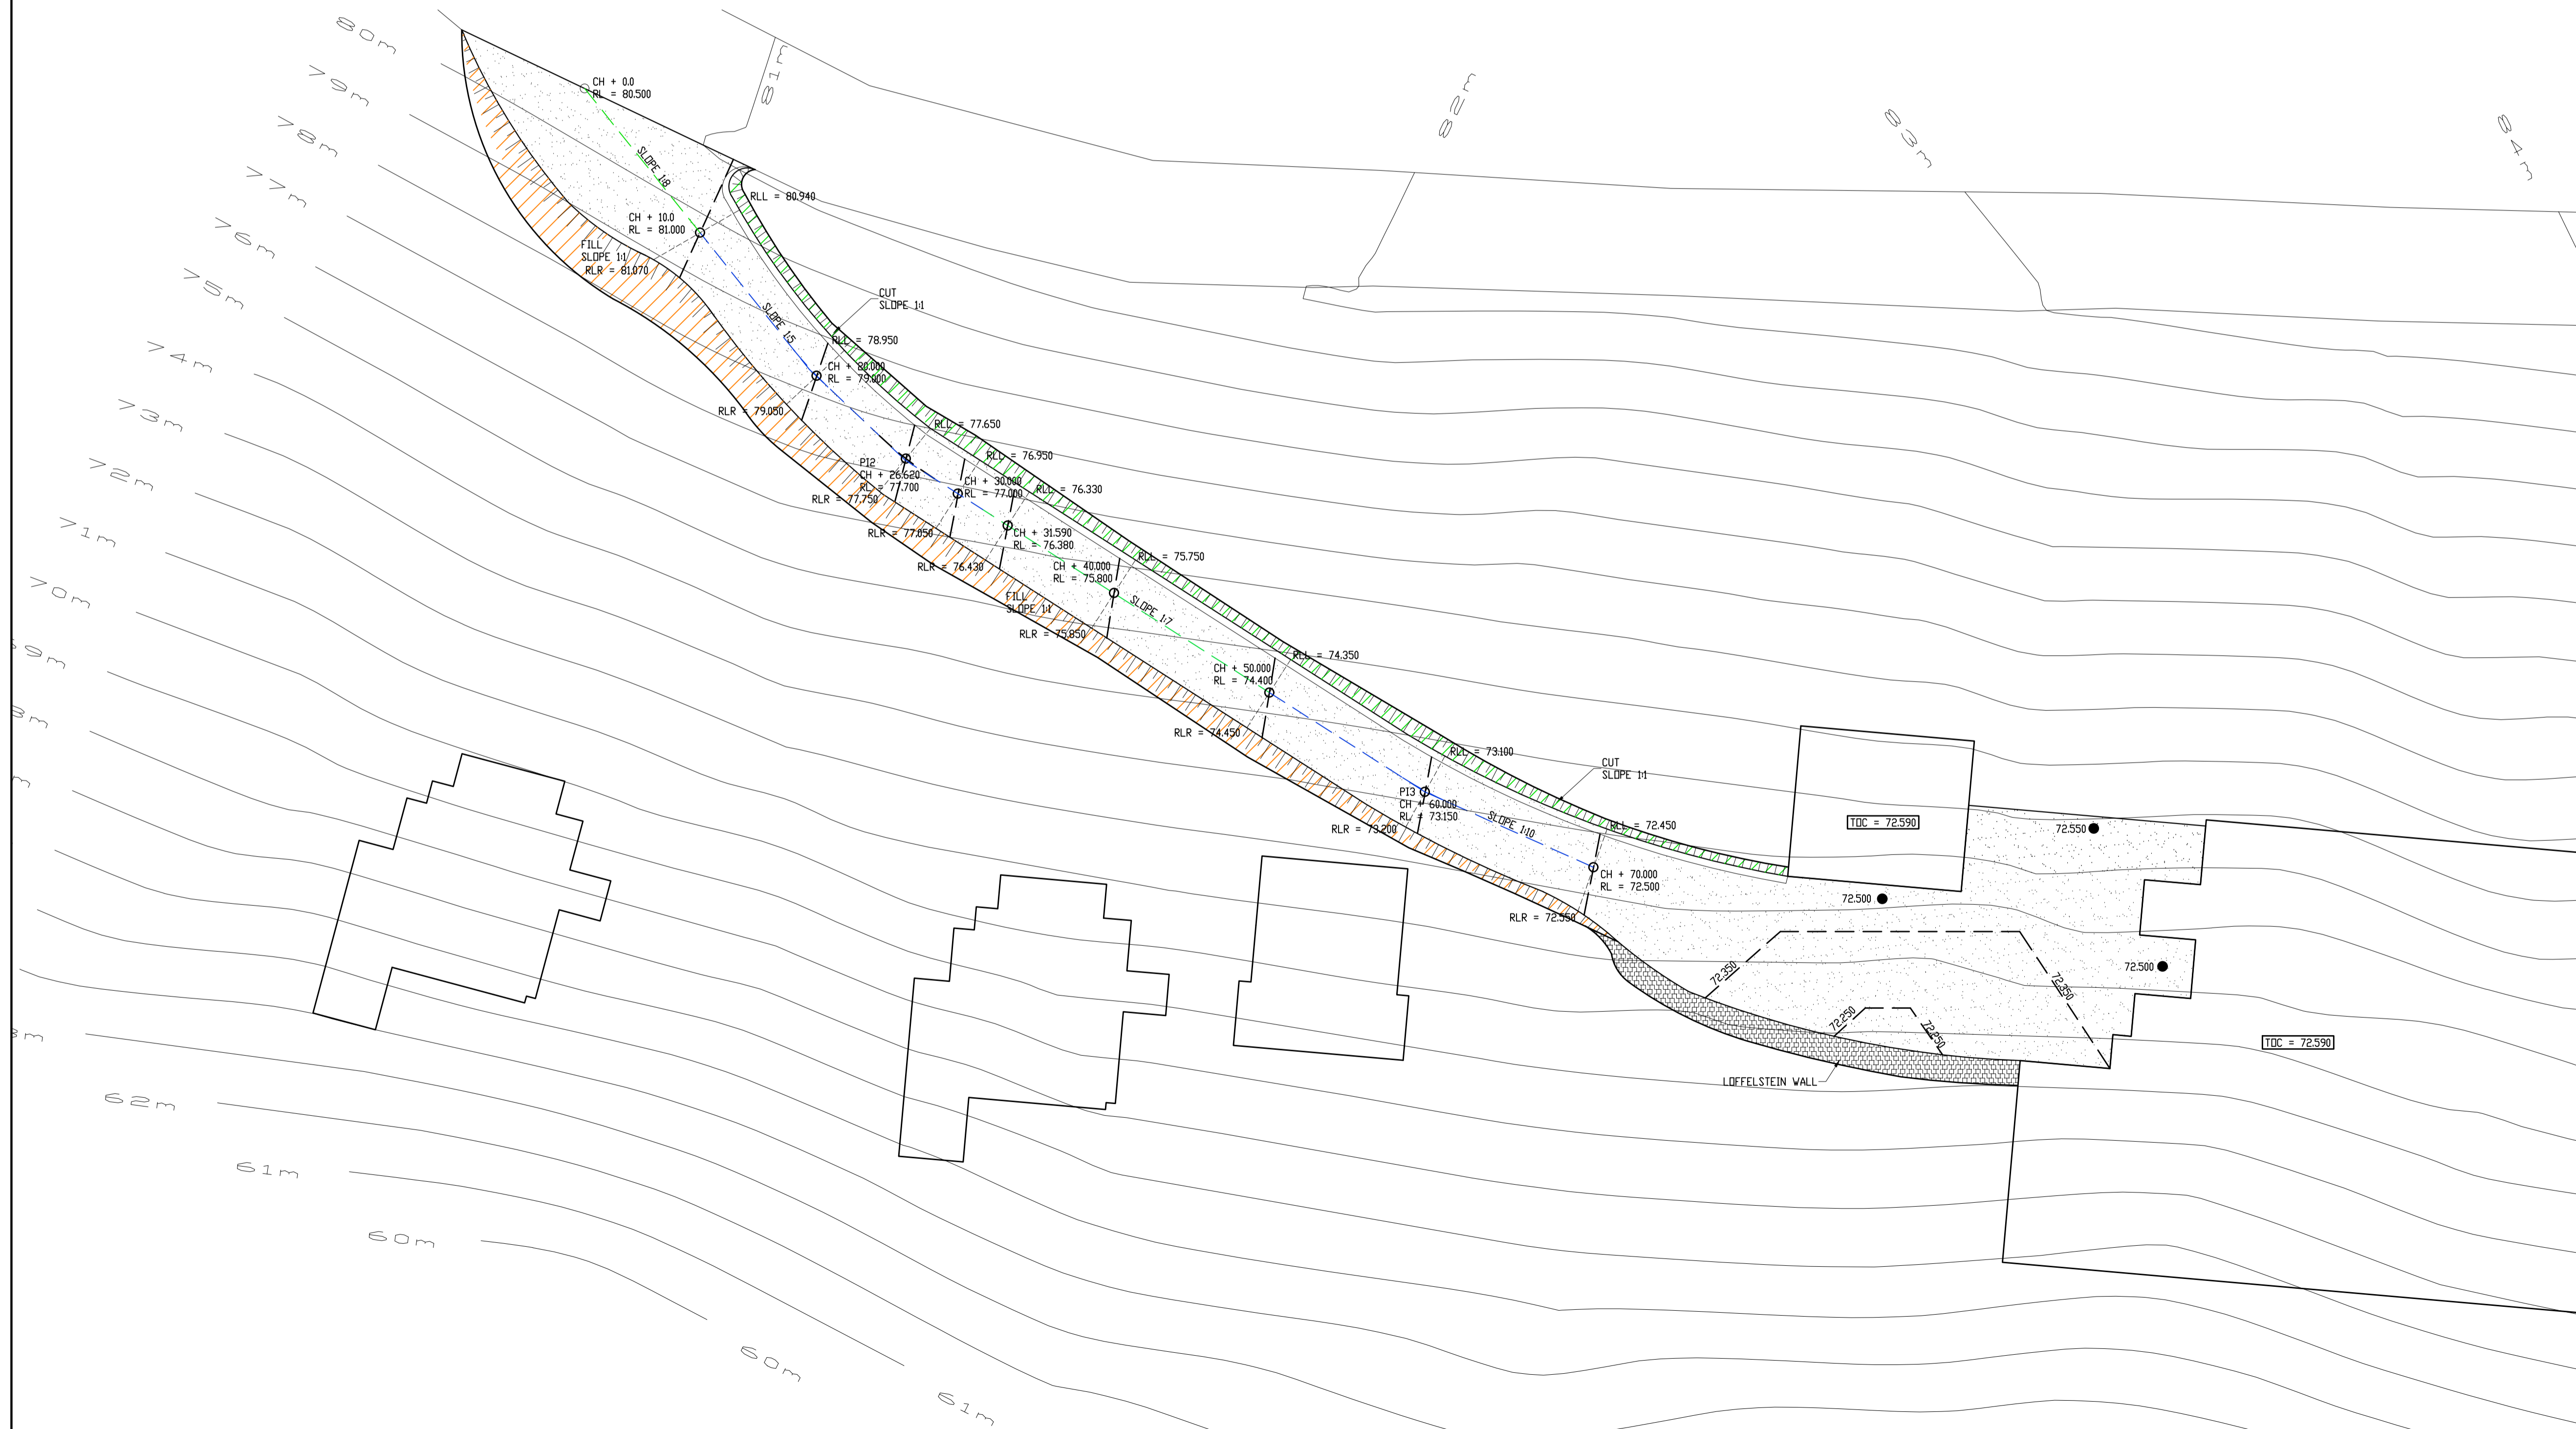 80m
79m
78m
77m
76m
75m
74m
73m
72m
71m
70m
62m
61m
60m
60m
61m
81m
82m
83m
84m
CH + 0.0
RL = 80.500
SLOPE 1:8
RLL = 80.940
CH + 10.0
RL = 81.000
FILL
SLOPE 1:1
RLR = 81.070
CUT
SLOPE 1:1
SLOPE 1:5
RLL = 78.950
CH + 20.000
RL = 79.000
RLR = 79.050
RLL = 77.650
PI2
CH + 26.620
RL = 77.700
RLR = 77.750
RLL = 76.950
CH + 30.000
RL = 77.000
RLR = 77.050
RLL = 76.330
CH + 31.590
RL = 76.380
RLR = 76.430
RLL = 75.750
CH + 40.000
RL = 75.800
FILL
SLOPE 1:1
RLR = 75.850
SLOPE 1:7
RLL = 74.350
CH + 50.000
RL = 74.400
RLR = 74.450
RLL = 73.100
PI3
CH + 60.000
RL = 73.150
RLR = 73.200
CUT
SLOPE 1:1
SLOPE 1:10
RLL = 72.450
CH + 70.000
RL = 72.500
RLR = 72.550
TOC = 72.590
72.550
72.500
72.500
72.350
72.350
72.250
72.250
TOC = 72.590
LOFFELSTEIN WALL